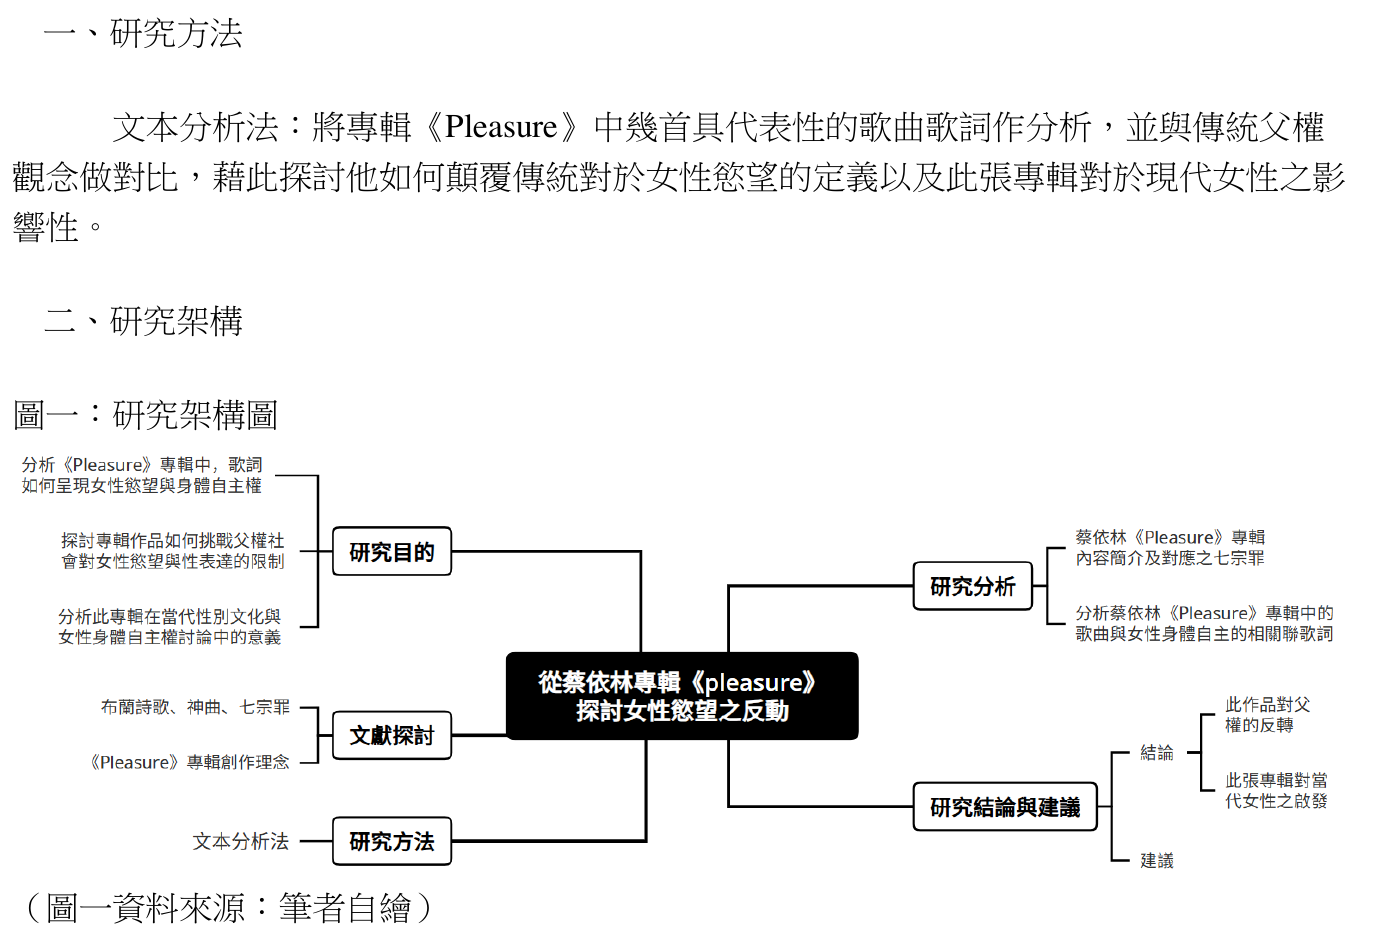 一、研究方法
文本分析法：將專輯《Pleasure》中幾首具代表性的歌曲歌詞作分析，並與傳統父權
觀念做對比，藉此探討他如何顛覆傳統對於女性慾望的定義以及此張專輯對於現代女性之影
響性。
二、研究架構
圖一：研究架構圖
分析《Pleasure》專輯中，歌詞
如何呈現女性慾望與身體自主權
探討專輯作品如何挑戰父權社
會對女性慾望與性表達的限制
分析此專輯在當代性別文化與
女性身體自主權討論中的意義
研究目的
布蘭詩歌、神曲、七宗罪
《Pleasure》專輯創作理念
文獻探討
文本分析法
研究方法
從蔡依林專輯《pleasure》
探討女性慾望之反動
研究分析
蔡依林《Pleasure》專輯
內容簡介及對應之七宗罪
分析蔡依林《Pleasure》專輯中的
歌曲與女性身體自主的相關聯歌詞
研究結論與建議
結論
此作品對父
權的反轉
此張專輯對當
代女性之啟發
建議
（圖一資料來源：筆者自繪）